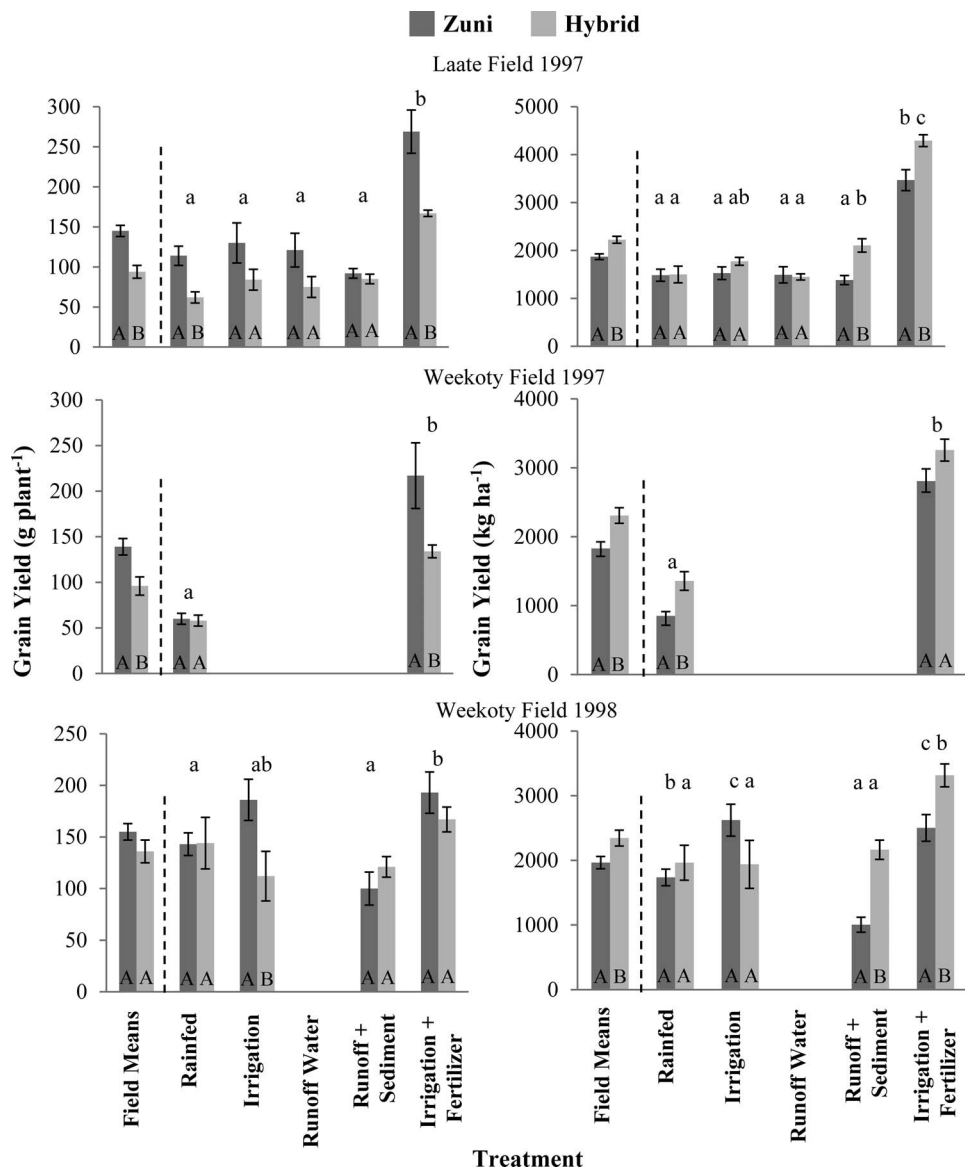 Zuni Hybrid
Laate Field 1997
300
250
200
150
100
50
0
a a a a b
A B A B A A A A A A A B
5000
4000
3000
2000
1000
0
a a a ab a a a b b c
A B A A A A A A A B A B
Weekoty Field 1997
Grain Yield (g plant-1)
300
250
200
150
100
50
0
a b
A B A A A B
Grain Yield (kg ha-1)
4000
3000
2000
1000
0
a b
A B A B A A
Weekoty Field 1998
250
200
150
100
50
0
a ab a b
A A A A A B A A A A
4000
3000
2000
1000
0
b a c a a a c b
A B A A A A A B A B
Field Means
Rainfed
Irrigation
Runoff Water
Runoff +
Sediment
Irrigation +
Fertilizer
Field Means
Rainfed
Irrigation
Runoff Water
Runoff +
Sediment
Irrigation +
Fertilizer
Treatment